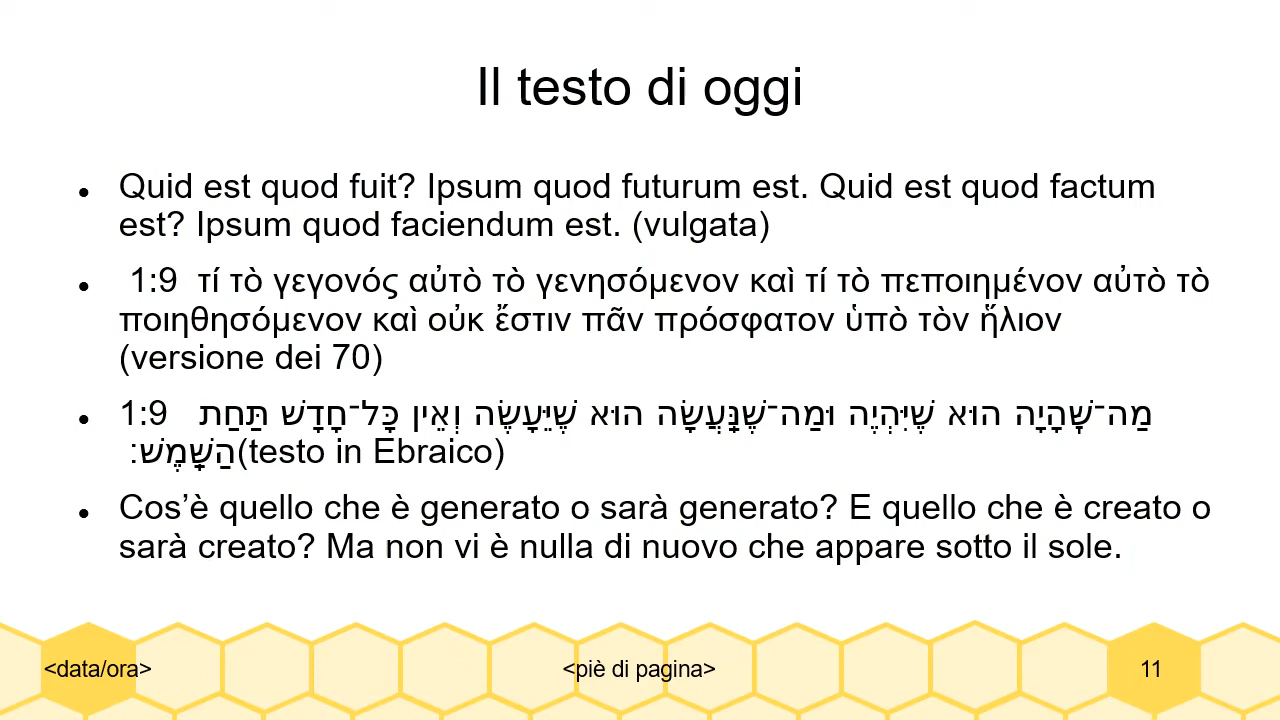 Il testo di oggi
Quid est quod fuit? Ipsum quod futurum est. Quid est quod factum
est? Ipsum quod faciendum est. (vulgata)
1:9 τί τὸ γεγονός αὐτὸ τὸ γενησόμενον καὶ τί τὸ πεποιημένον αὐτὸ τὸ
ποιηθησόμενον καὶ οὐκ ἔστιν πᾶν πρόσφατον ὑπὸ τὸν ἥλιον
(versione dei 70)
1:9 מַה־שֶּֽׁהָיָה הוּא שֶׁיִּהְיֶה וּמַה־שֶׁנַּֽעֲשָׂה הוּא שֶׁיֵּעָשֶׂה וְאֵין כָּל־חָדָשׁ תַּחַת
הַשָּֽׁמֶשׁ׃(testo in Ebraico)
Cos’è quello che è generato o sarà generato? E quello che è creato o
sarà creato? Ma non vi è nulla di nuovo che appare sotto il sole.
<data/ora>
<piè di pagina>
11